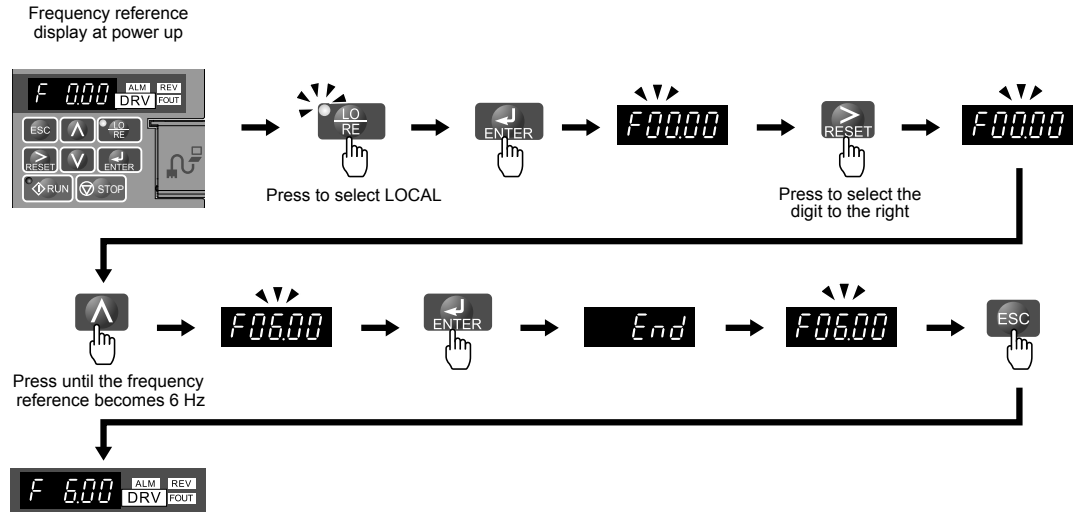 Frequency reference
display at power up
F 0.00 ALM REV
DRV FOUT
ESC LO
RE
RESET ENTER
RUN STOP
LO
RE
ENTER
F00.00
RESET
F00.00
Press to select LOCAL
Press to select the
digit to the right
F06.00
ENTER
End
F06.00
ESC
Press until the frequency
reference becomes 6 Hz
F 6.00 ALM REV
DRV FOUT